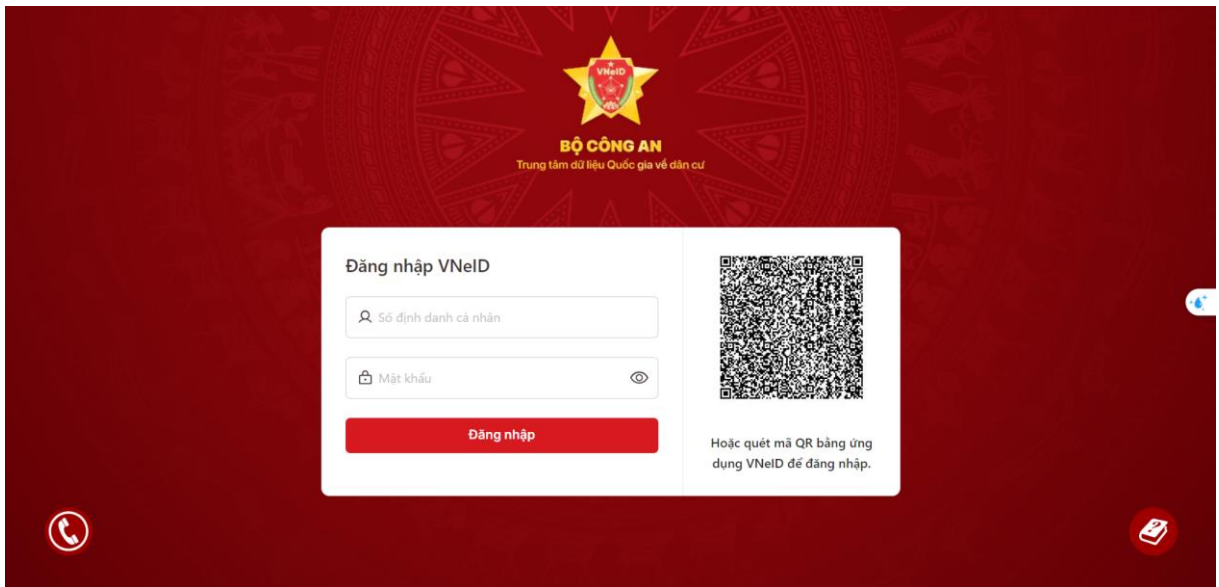 VNeID
BỘ CÔNG AN
Trung tâm dữ liệu Quốc gia về dân cư
Đăng nhập VNeID
Số định danh cá nhân
Mật khẩu
Đăng nhập
Hoặc quét mã QR bằng ứng
dụng VNeID để đăng nhập.
?